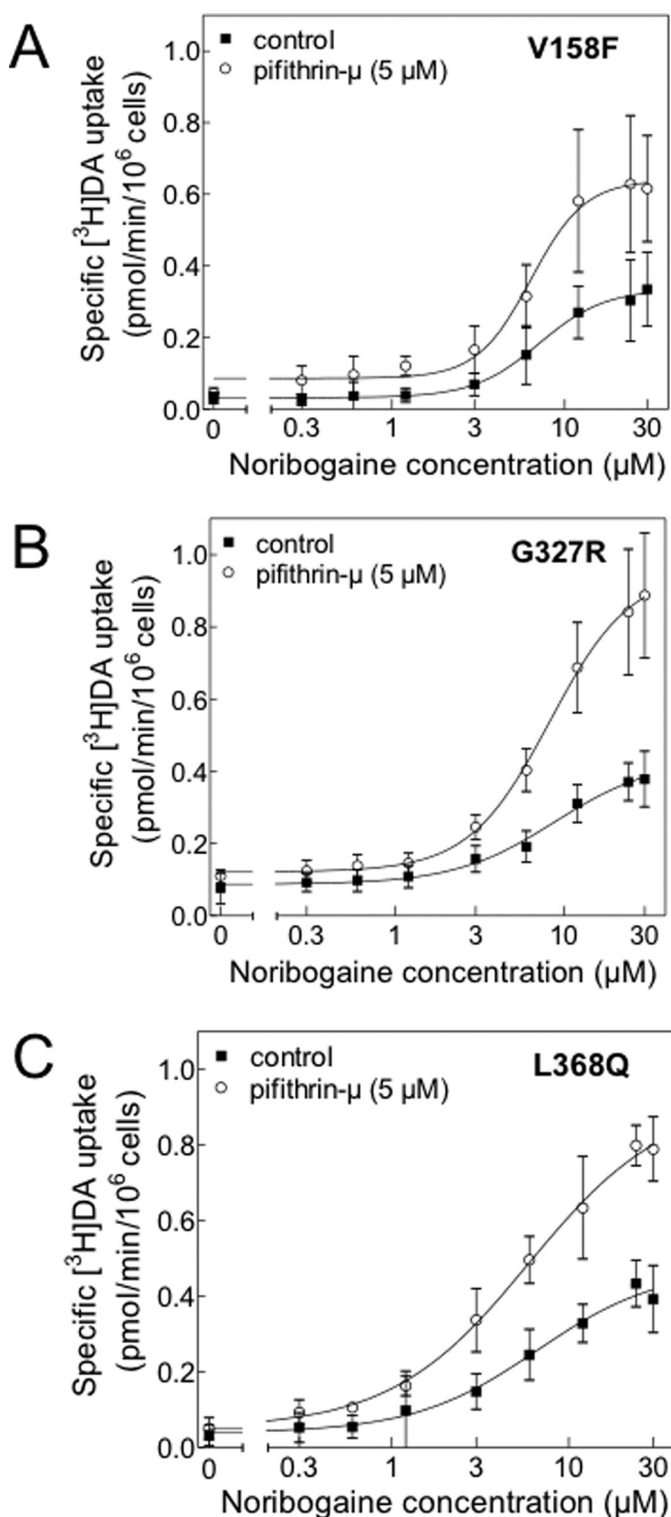 A
control
pifithrin-µ (5 µM)
V158F
Specific [³H]DA uptake
(pmol/min/10⁶ cells)
1.0
0.8
0.6
0.4
0.2
0.0
0 0.3 1 3 10 30
Noribogaine concentration (µM)
B
control
pifithrin-µ (5 µM)
G327R
Specific [³H]DA uptake
(pmol/min/10⁶ cells)
1.0
0.8
0.6
0.4
0.2
0.0
0 0.3 1 3 10 30
Noribogaine concentration (µM)
C
control
pifithrin-µ (5 µM)
L368Q
Specific [³H]DA uptake
(pmol/min/10⁶ cells)
1.0
0.8
0.6
0.4
0.2
0.0
0 0.3 1 3 10 30
Noribogaine concentration (µM)